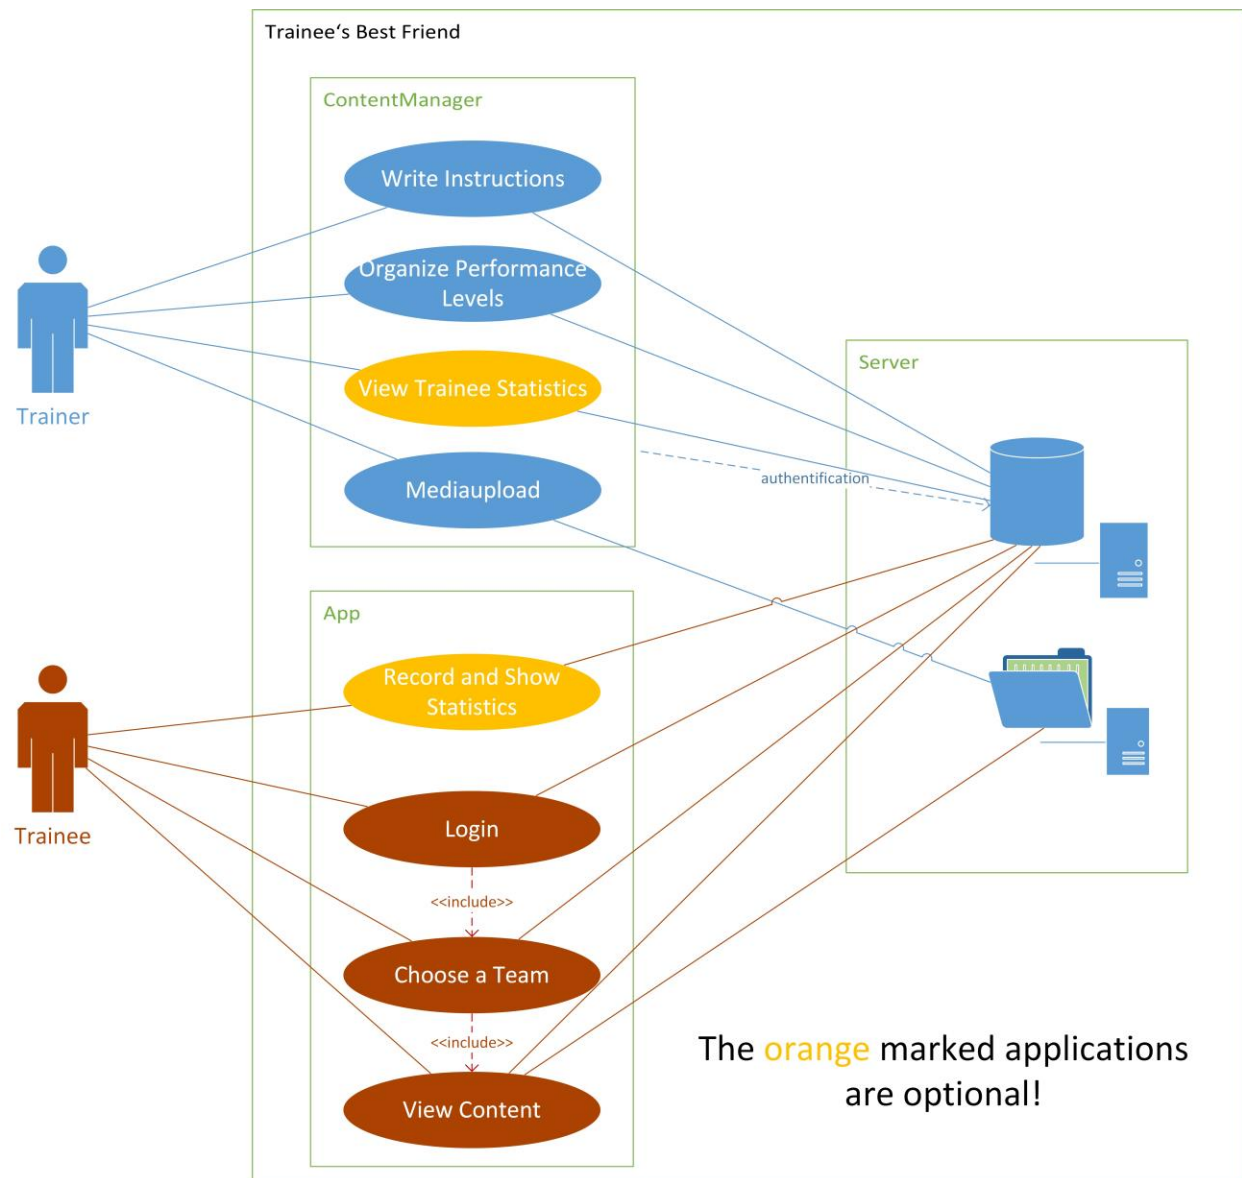 Trainee's Best Friend
ContentManager
Write Instructions
Organize Performance
Levels
View Trainee Statistics
Mediaupload
Trainer
Server
authentification
App
Record and Show
Statistics
Login
<<include>>
Choose a Team
<<include>>
View Content
Trainee
The orange marked applications
are optional!